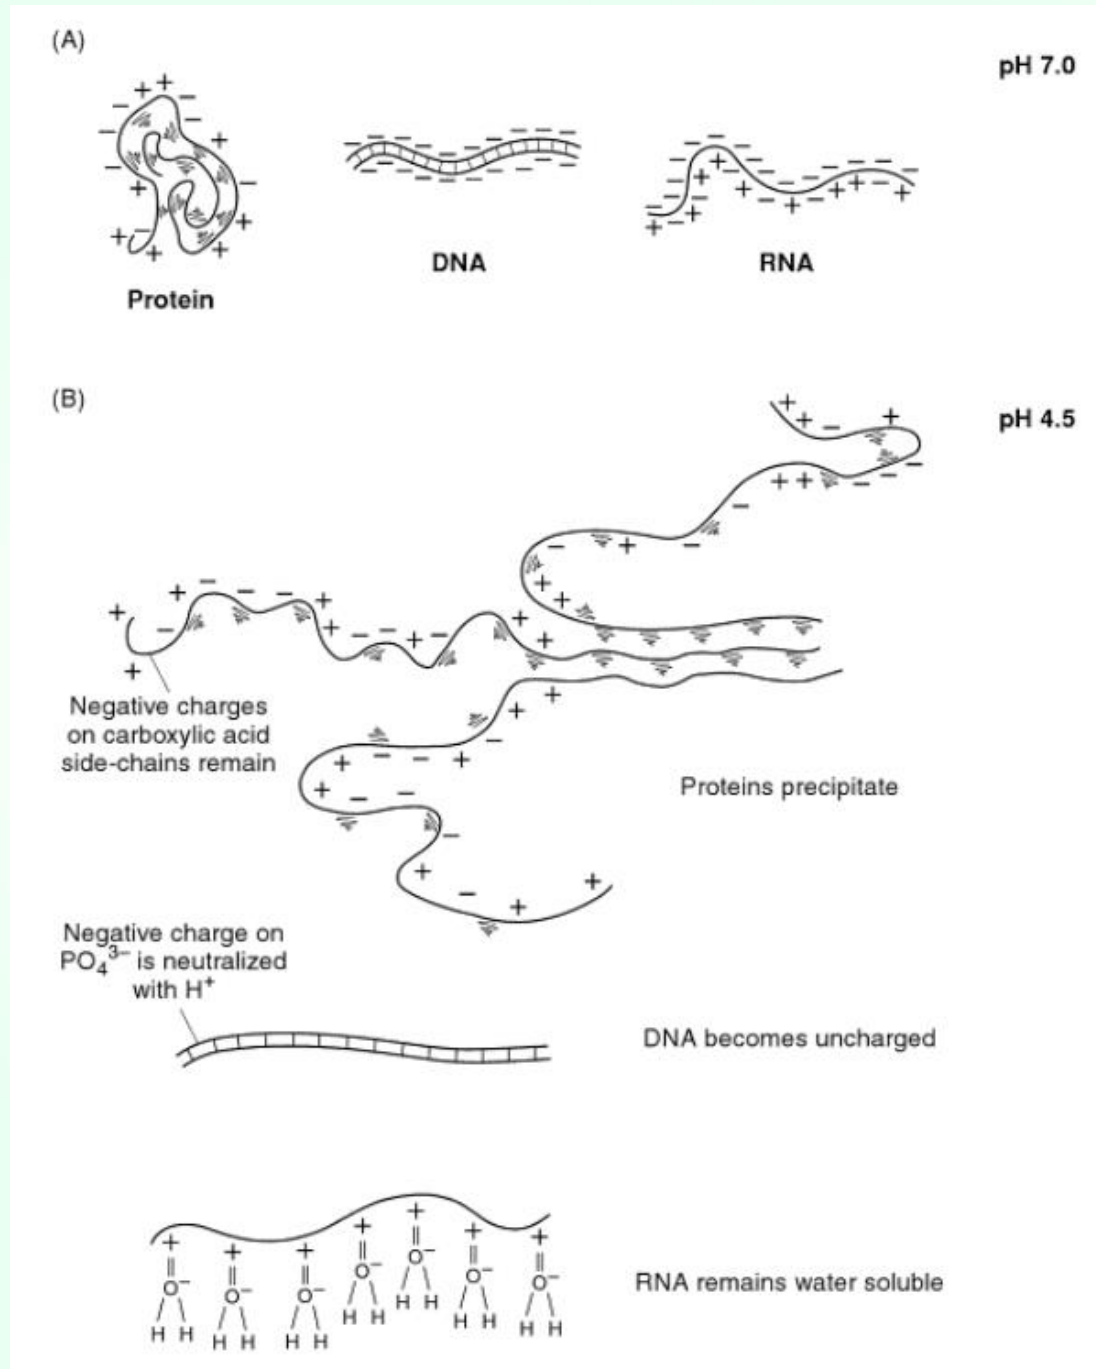 (A)
pH 7.0
Protein
DNA
RNA
(B)
pH 4.5
Negative charges
on carboxylic acid
side-chains remain
Proteins precipitate
Negative charge on
PO₄³⁻ is neutralized
with H⁺
DNA becomes uncharged
O⁻ O⁻ O⁻ O⁻ O⁻ O⁻ O⁻
H H H H H H H H H H H H H H
RNA remains water soluble